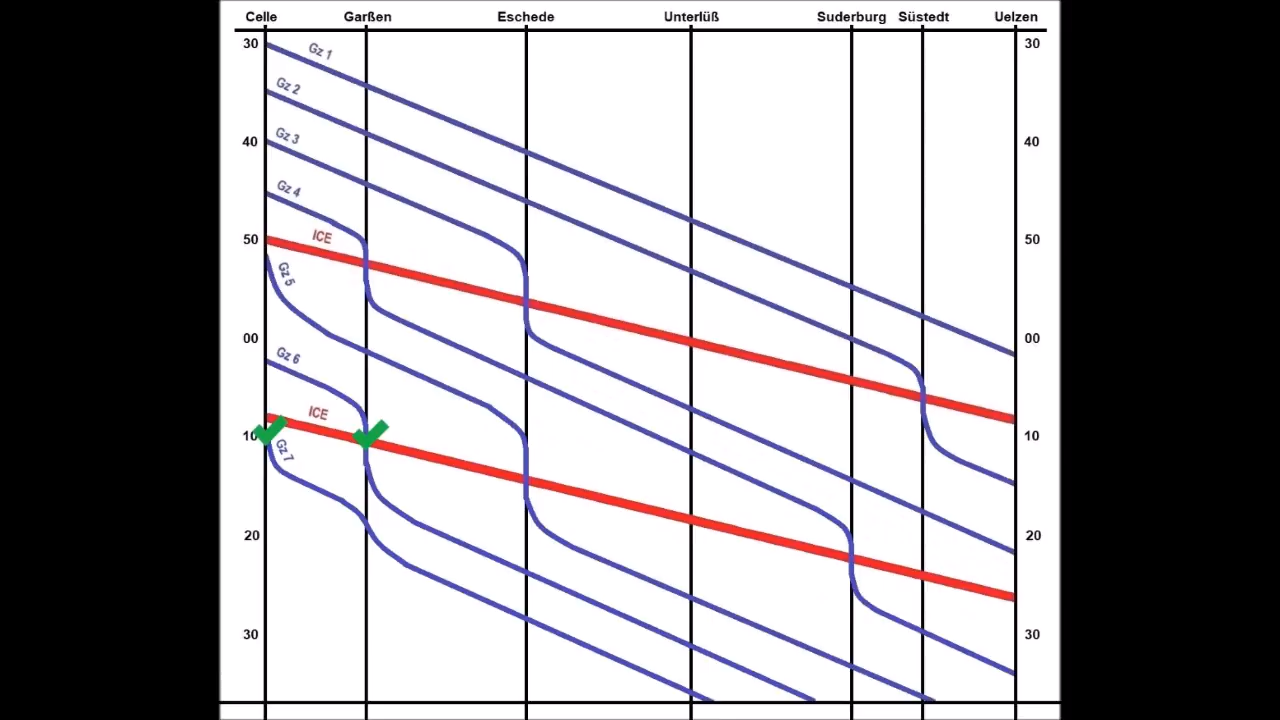 Celle Garßen Eschede Unterlüß Suderburg Süstedt Uelzen
30 30
Gz 1
Gz 2
Gz 3
40 40
Gz 4
ICE
50 50
Gz 5
00 00
Gz 6
ICE
10 10
Gz 7
20 20
30 30